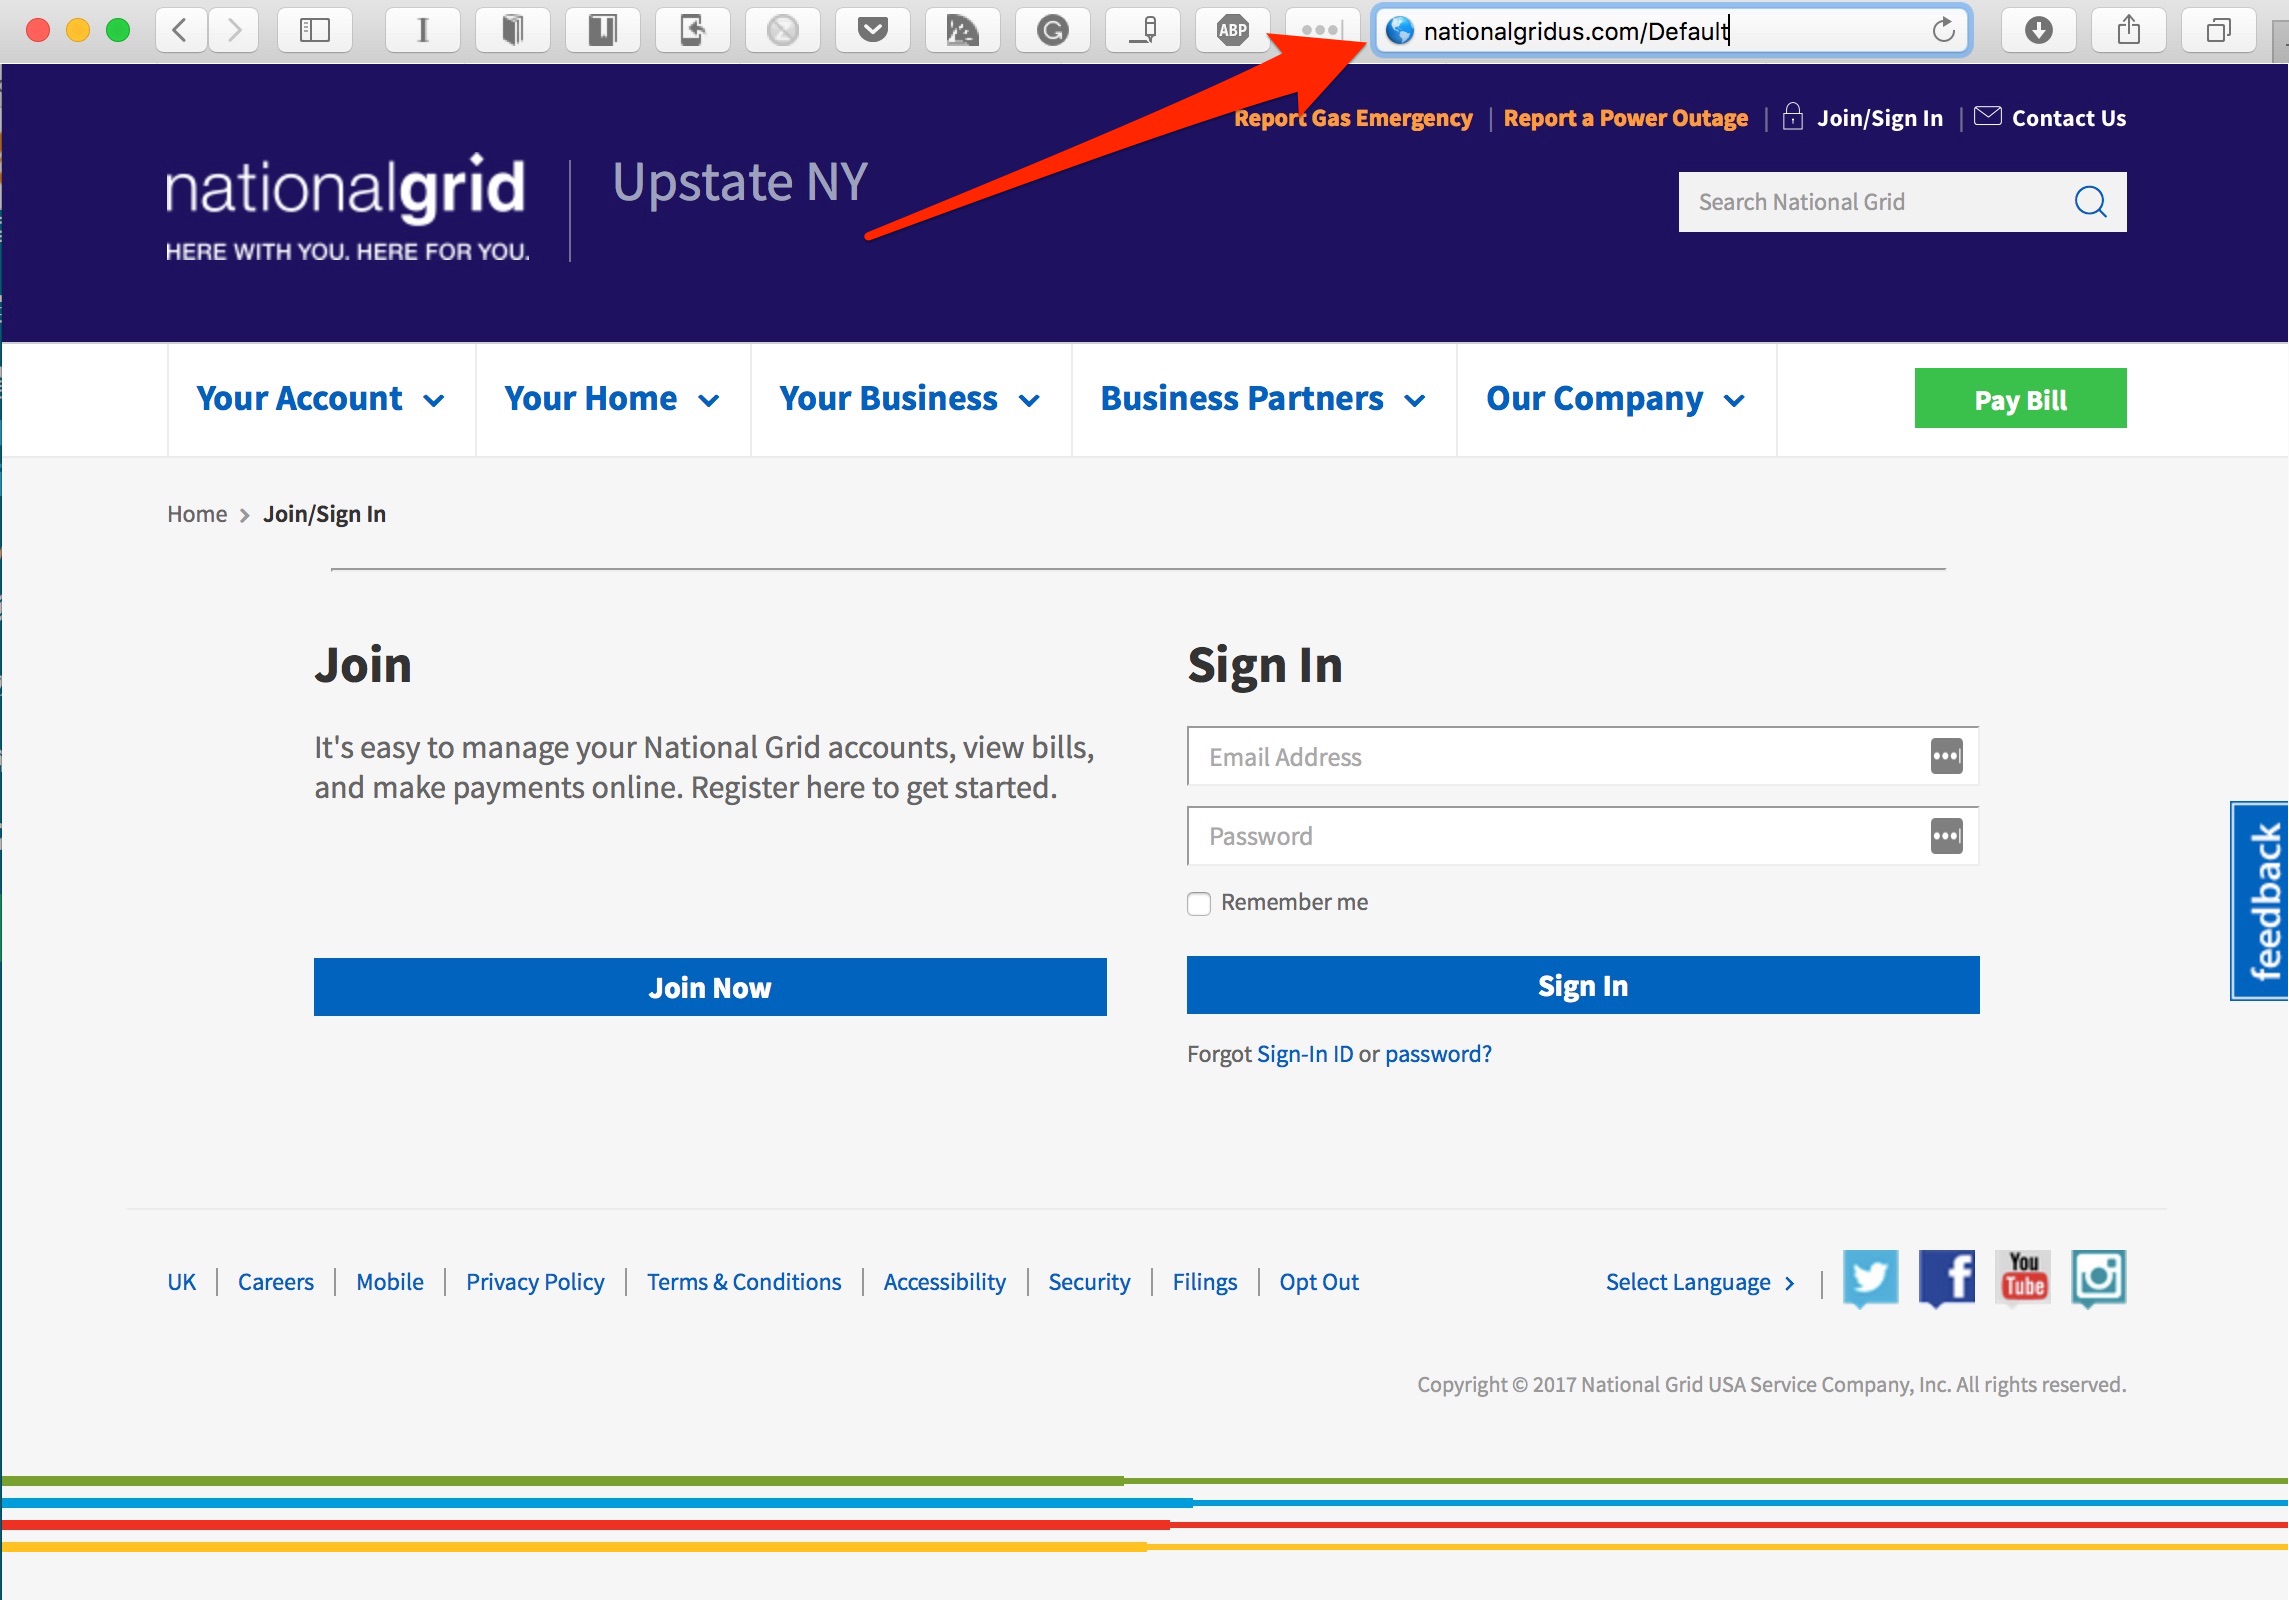 ABP
nationalgridus.com/Default
Report Gas Emergency
Report a Power Outage
Join/Sign In
Contact Us
nationalgrid
HERE WITH YOU. HERE FOR YOU.
Upstate NY
Search National Grid
Your Account
Your Home
Your Business
Business Partners
Our Company
Pay Bill
Home > Join/Sign In
Join
It's easy to manage your National Grid accounts, view bills,
and make payments online. Register here to get started.
Join Now
Sign In
Email Address
Password
Remember me
Sign In
Forgot Sign-In ID or password?
feedback
UK
Careers
Mobile
Privacy Policy
Terms & Conditions
Accessibility
Security
Filings
Opt Out
Select Language >
You
Tube
Copyright © 2017 National Grid USA Service Company, Inc. All rights reserved.